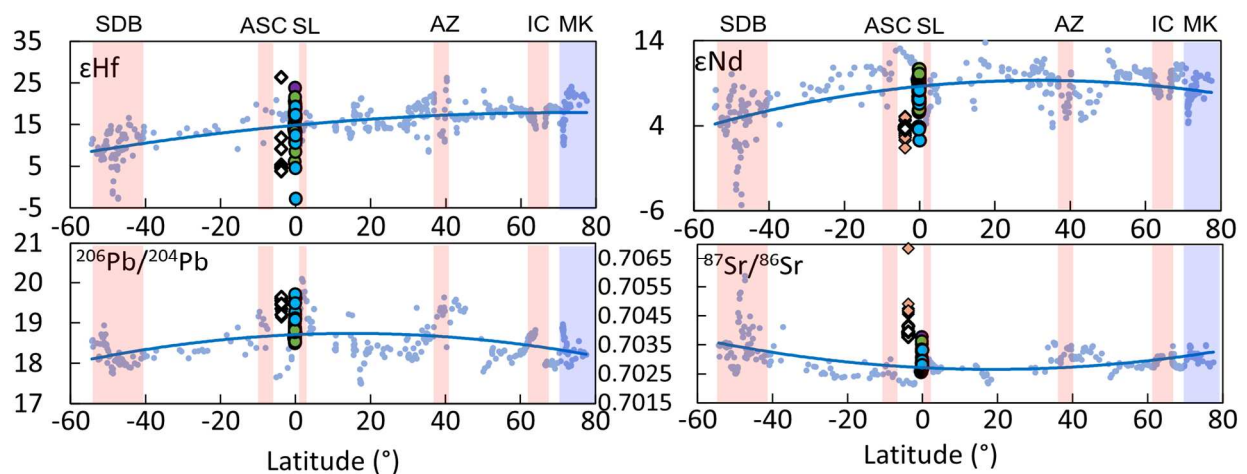 SDB ASC SL AZ IC MK
SDB ASC SL AZ IC MK
35
25
15
5
-5
εHf
-60 -40 -20 0 20 40 60 80
14
4
-6
εNd
-60 -40 -20 0 20 40 60 80
21
20
19
18
17
²⁰⁶Pb/²⁰⁴Pb
-60 -40 -20 0 20 40 60 80
Latitude (°)
0.7065
0.7055
0.7045
0.7035
0.7025
0.7015
⁸⁷Sr/⁸⁶Sr
-60 -40 -20 0 20 40 60 80
Latitude (°)